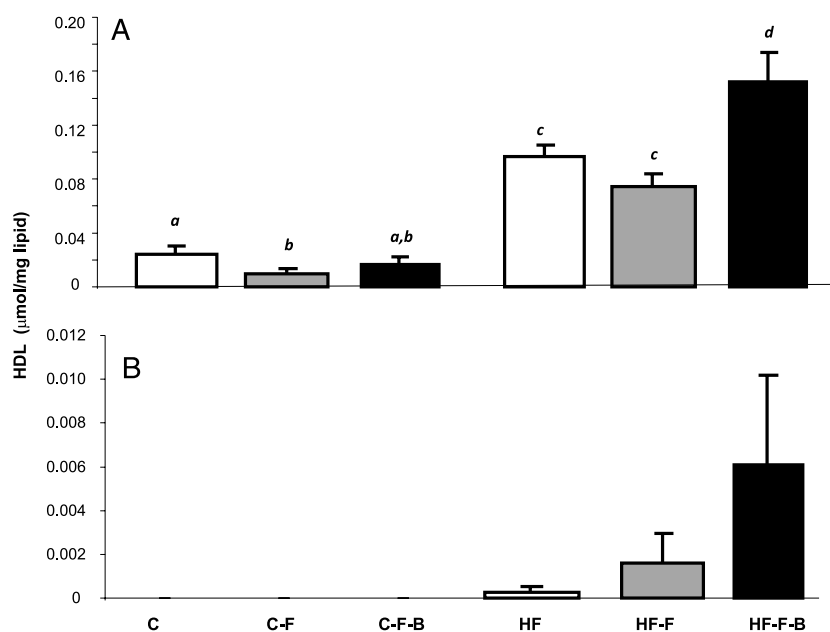 A
0.20
0.16
0.12
0.08
0.04
0
a
b
a,b
c
c
d
HDL (μmol/mg lipid)
B
0.012
0.010
0.008
0.006
0.004
0.002
0
C C-F C-F-B HF HF-F HF-F-B